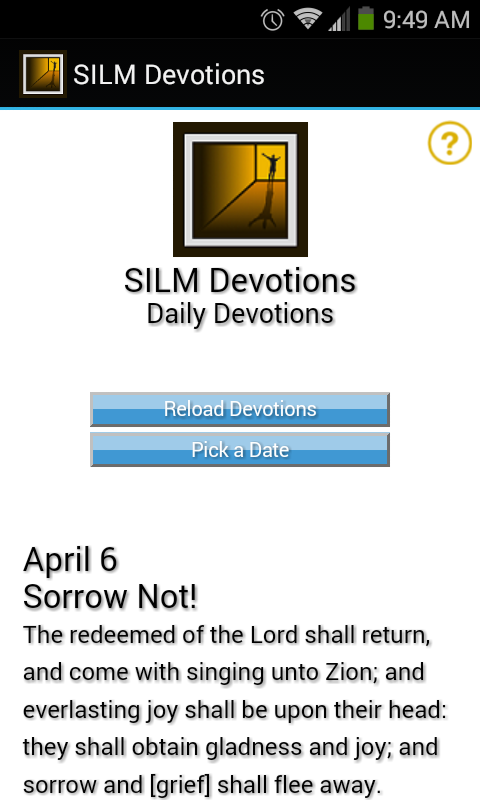 9:49 AM
SILM Devotions
?
SILM Devotions
Daily Devotions
Reload Devotions
Pick a Date
April 6
Sorrow Not!
The redeemed of the Lord shall return,
and come with singing unto Zion; and
everlasting joy shall be upon their head:
they shall obtain gladness and joy; and
sorrow and [grief] shall flee away.